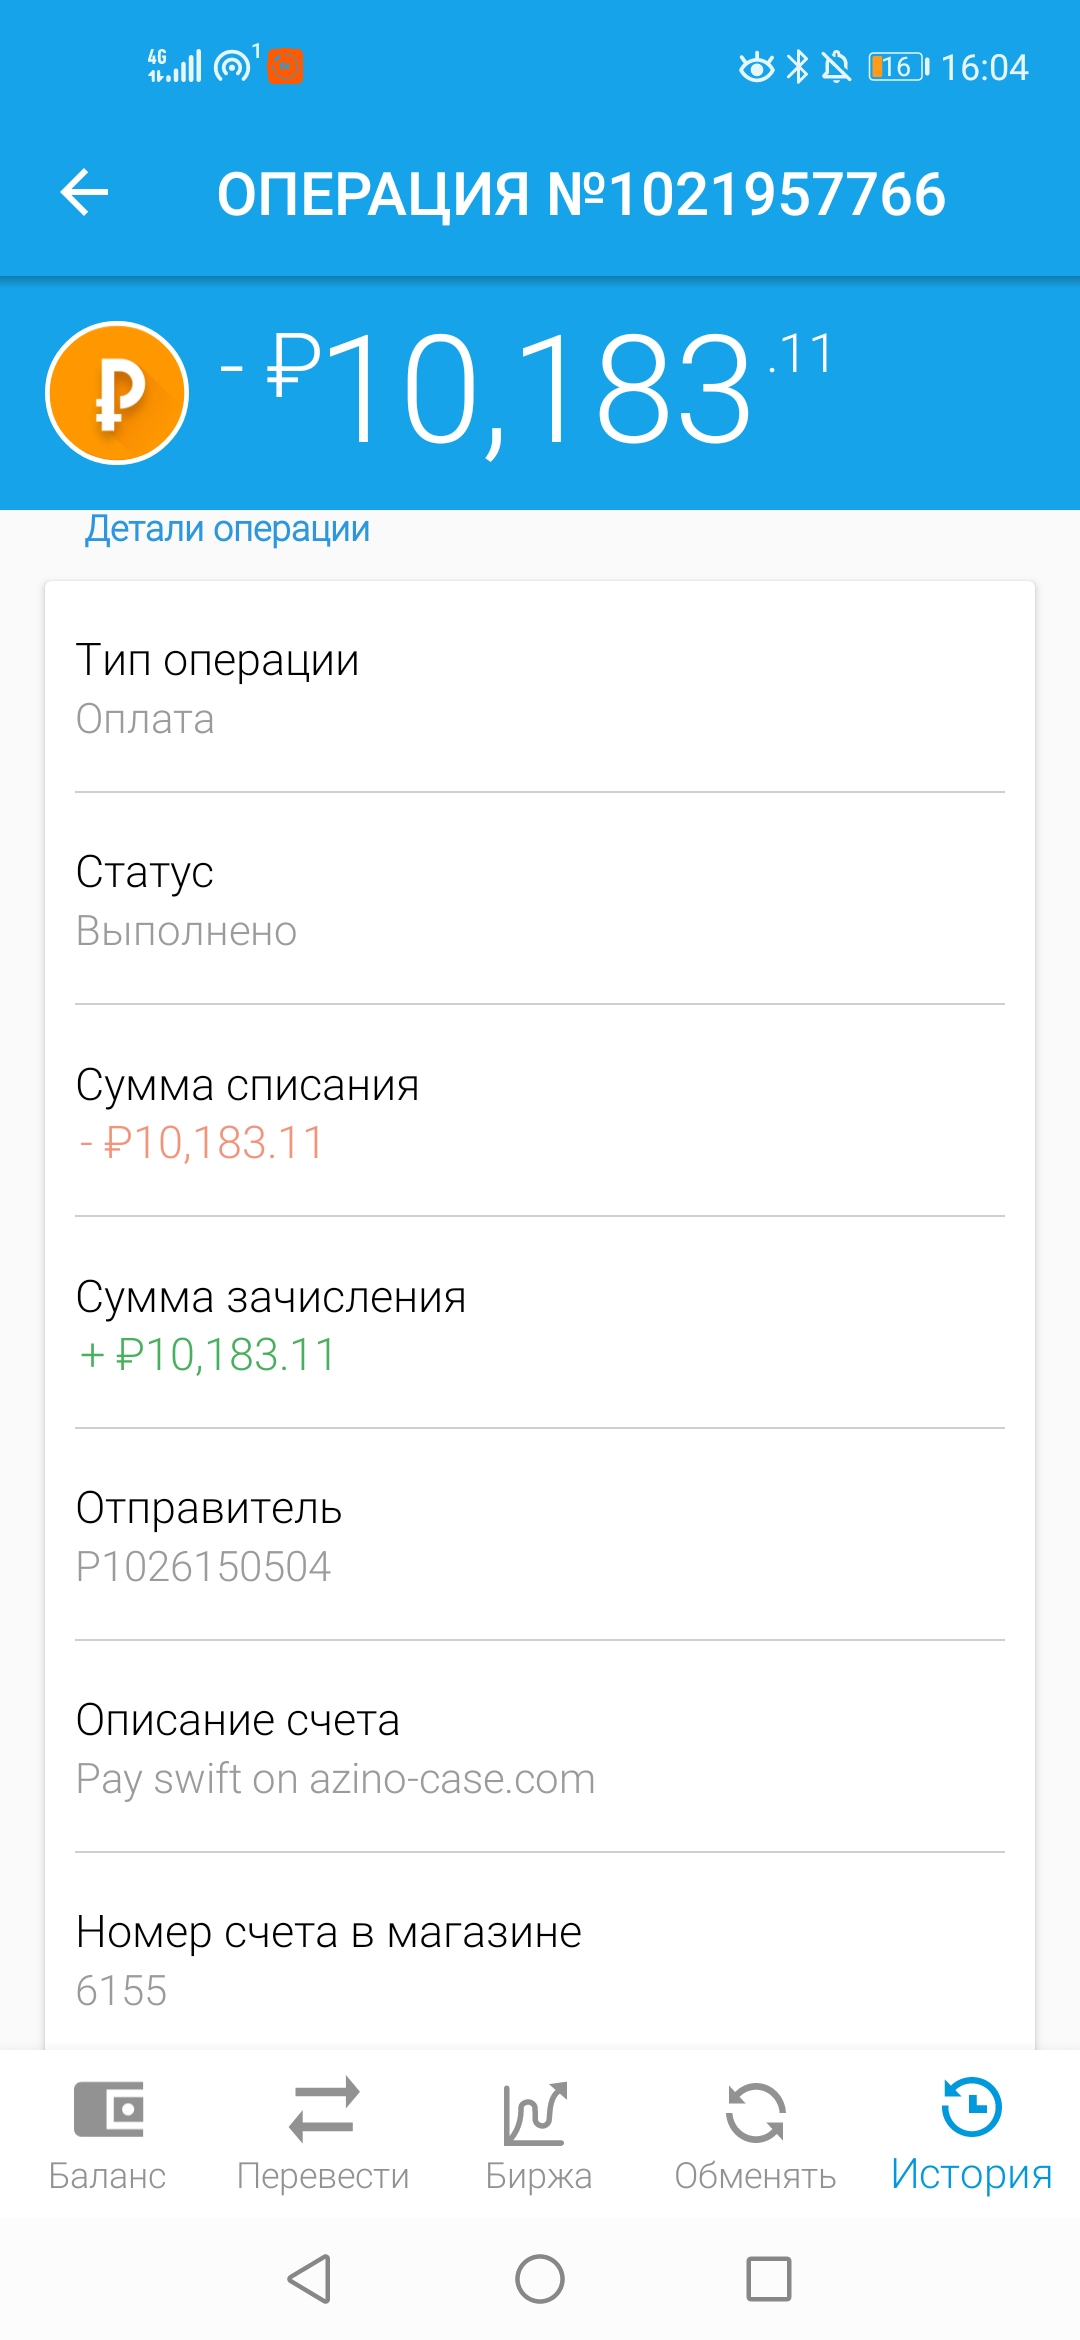 4G 1 16 16:04
ОПЕРАЦИЯ №1021957766
- ₽10,183.11
Детали операции
Тип операции
Оплата
Статус
Выполнено
Сумма списания
- ₽10,183.11
Сумма зачисления
+ ₽10,183.11
Отправитель
P1026150504
Описание счета
Pay swift on azino-case.com
Номер счета в магазине
6155
Баланс Перевести Биржа Обменять История